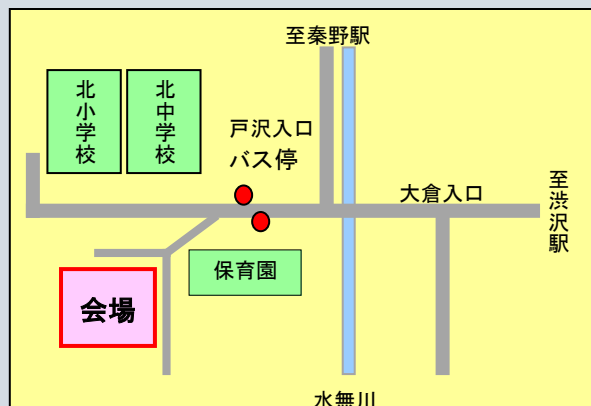 至秦野駅
北小学校
北中学校
戸沢入口
バス停
大倉入口
至渋沢駅
保育園
会場
水無川